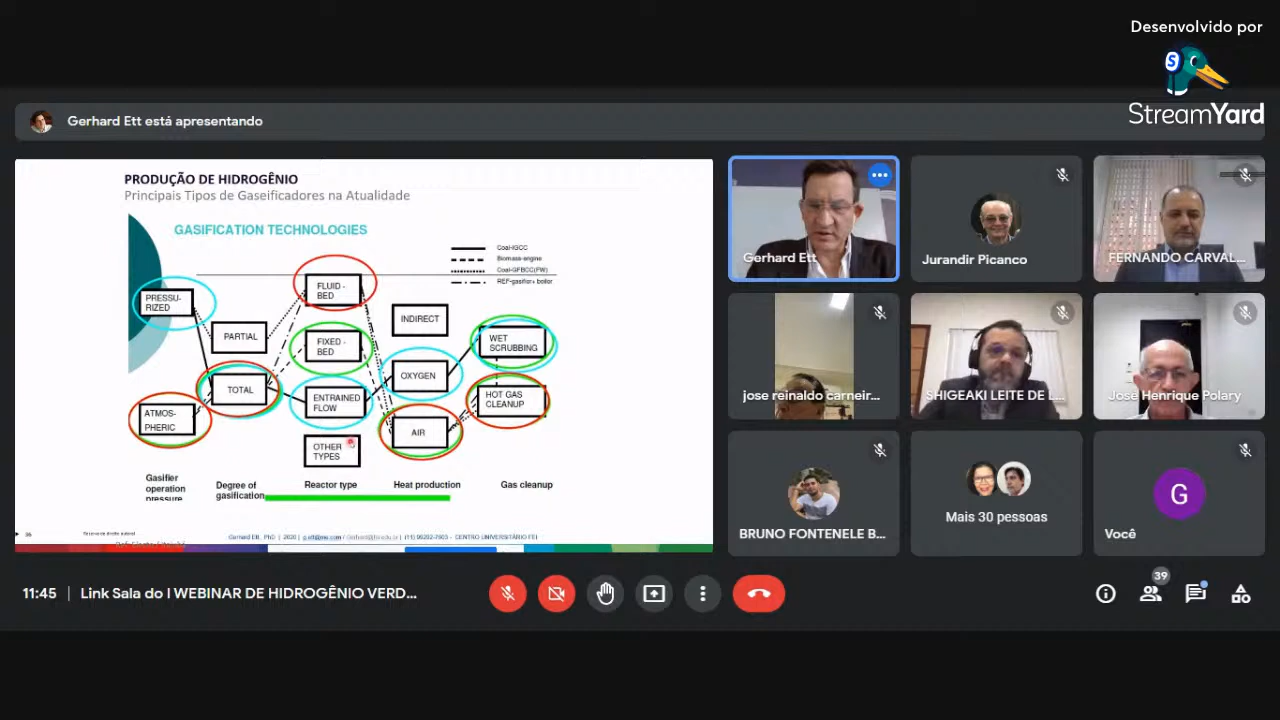 Desenvolvido por
StreamYard
Gerhard Ett está apresentando
PRODUÇÃO DE HIDROGÊNIO
Principais Tipos de Gaseificadores na Atualidade
GASIFICATION TECHNOLOGIES
Coal-IGCC
Biomass-engine
Coal-GFBCC(FW)
REF-gasifier+ boiler
PRESSU-
RIZED
ATMOS-
PHERIC
PARTIAL
TOTAL
FLUID -
BED
FIXED -
BED
ENTRAINED
FLOW
OTHER
TYPES
INDIRECT
OXYGEN
AIR
WET
SCRUBBING
HOT GAS
CLEANUP
Gasifier
operation
pressure
Degree of
gasification
Reactor type
Heat production
Gas cleanup
Gerhard Ett
Jurandir Picanco
FERNANDO CARVAL...
jose reinaldo carneir...
SHIGEAKI LEITE DE L...
José Henrique Polary
BRUNO FONTENELE B...
Mais 30 pessoas
G
Você
11:45
Link Sala do I WEBINAR DE HIDROGÊNIO VERD...
39